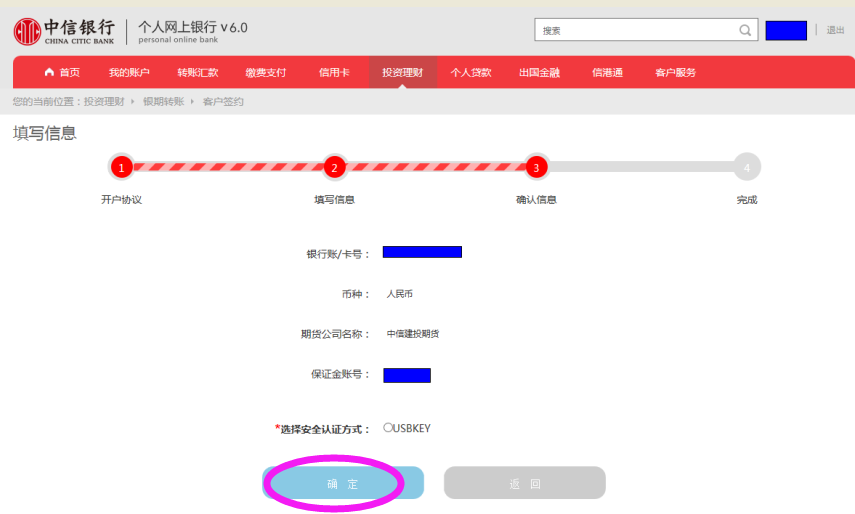 中信银行 个人网上银行 V6.0
CHINA CITIC BANK personal online bank
搜索
退出
首页 我的账户 转账汇款 缴费支付 信用卡 投资理财 个人贷款 出国金融 信港通 客户服务
您的当前位置：投资理财 › 银期转账 › 客户签约
填写信息
1 2 3 4
开户协议 填写信息 确认信息 完成
银行账/卡号：
币种： 人民币
期货公司名称： 中信建投期货
保证金账号：
*选择安全认证方式： USBKEY
确 定 返 回